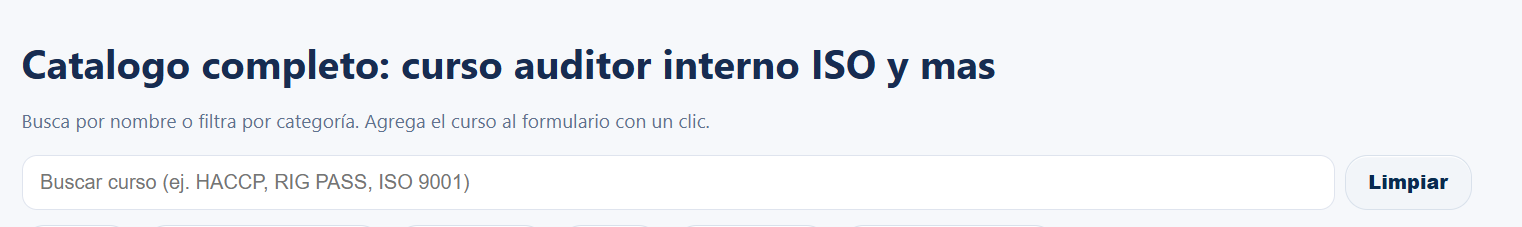 Catalogo completo: curso auditor interno ISO y mas
Busca por nombre o filtra por categoría. Agrega el curso al formulario con un clic.
Buscar curso (ej. HACCP, RIG PASS, ISO 9001)
Limpiar